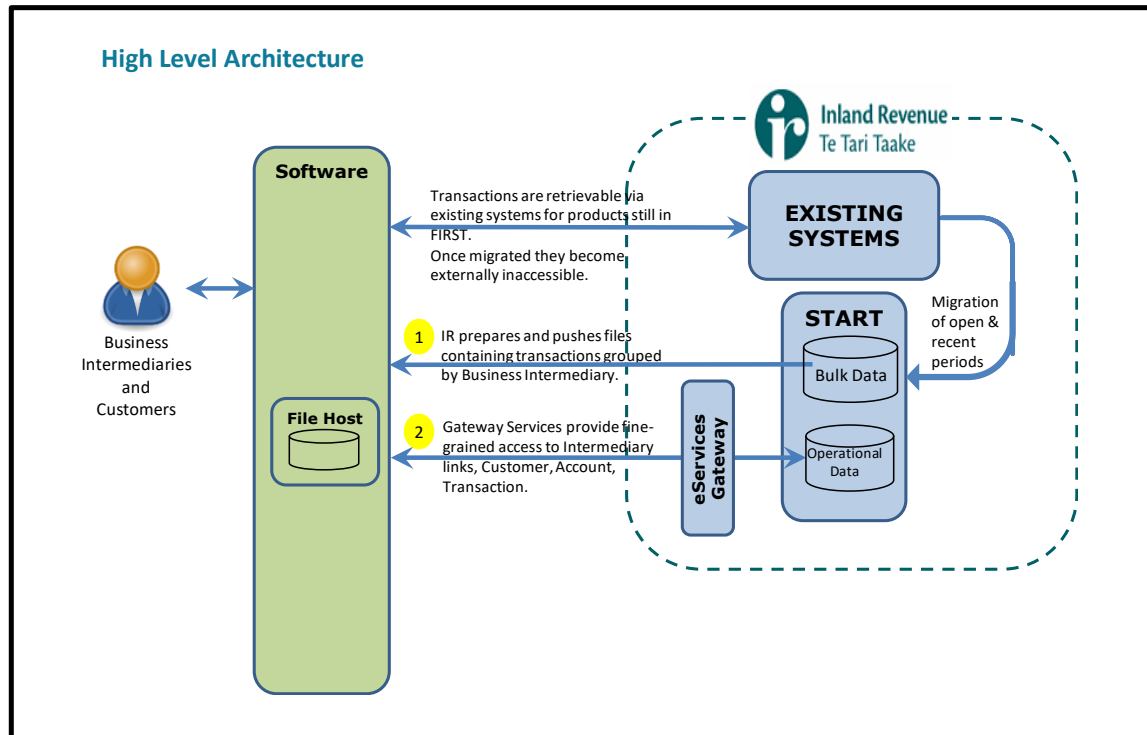 High Level Architecture
Inland Revenue
Te Tari Taake
Software
Transactions are retrievable via
existing systems for products still in
FIRST.
Once migrated they become
externally inaccessible.
EXISTING
SYSTEMS
Business
Intermediaries
and
Customers
1
IR prepares and pushes files
containing transactions grouped
by Business Intermediary.
START
Bulk Data
Migration
of open &
recent
periods
File Host
2
Gateway Services provide fine-
grained access to Intermediary
links, Customer, Account,
Transaction.
eServices
Gateway
Operational
Data